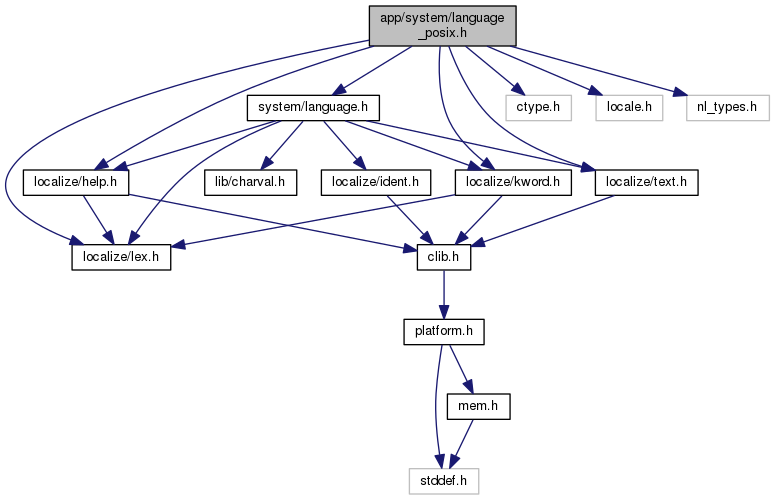 app/system/language
_posix.h
system/language.h
ctype.h
locale.h
nl_types.h
localize/help.h
lib/charval.h
localize/ident.h
localize/kword.h
localize/text.h
localize/lex.h
clib.h
platform.h
mem.h
stddef.h